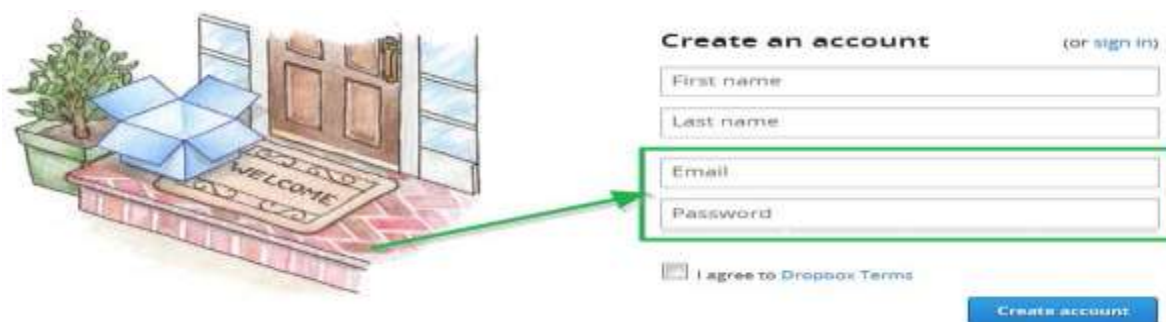 WELCOME
Create an account (or sign in)
First name
Last name
Email
Password
I agree to Dropbox Terms
Create account